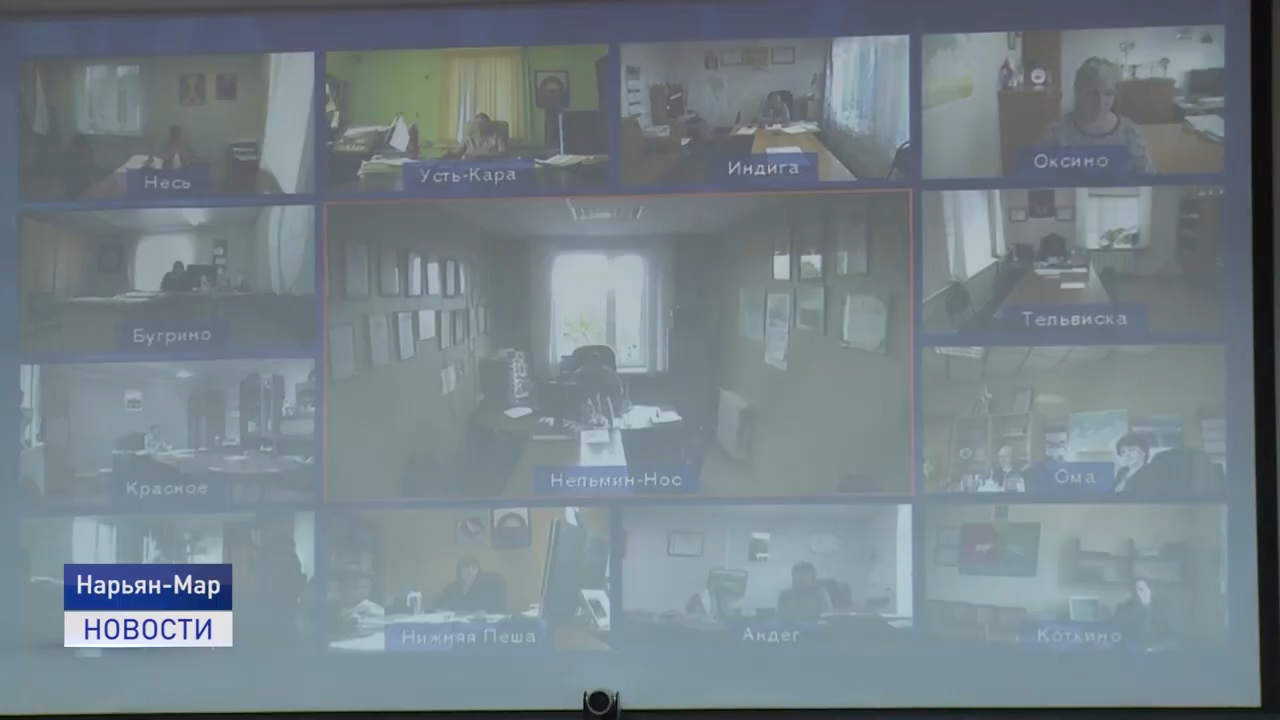 Несь
Усть-Кара
Индига
Оксино
Бугрино
Тельвиска
Красное
Нельмин-Нос
Ома
Нарьян-Мар
НОВОСТИ
Нижняя Пеша
Андег
Коткино